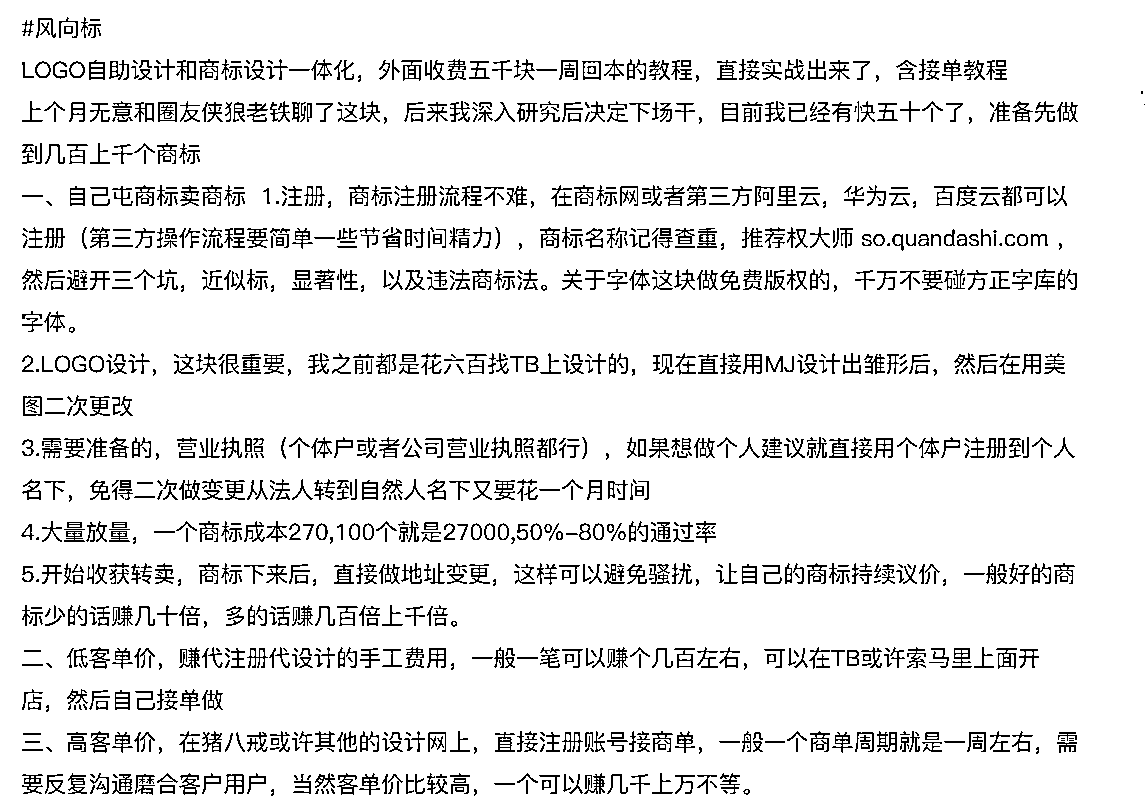 #风向标
LOGO自助设计和商标设计一体化，外面收费五千块一周回本的教程，直接实战出来了，含接单教程
上个月无意和圈友侠狼老铁聊了这块，后来我深入研究后决定下场干，目前我已经有快五十个了，准备先做
到几百上千个商标
一、自己屯商标卖商标 1.注册，商标注册流程不难，在商标网或者第三方阿里云，华为云，百度云都可以
注册（第三方操作流程要简单一些节省时间精力），商标名称记得查重，推荐权大师 so.quandashi.com ，
然后避开三个坑，近似标，显著性，以及违法商标法。关于字体这块做免费版权的，千万不要碰方正字库的
字体。
2.LOGO设计，这块很重要，我之前都是花六百找TB上设计的，现在直接用MJ设计出雏形后，然后在用美
图二次更改
3.需要准备的，营业执照（个体户或者公司营业执照都行），如果想做个人建议就直接用个体户注册到个人
名下，免得二次做变更从法人转到自然人名下又要花一个月时间
4.大量放量，一个商标成本270,100个就是27000,50%-80%的通过率
5.开始收获转卖，商标下来后，直接做地址变更，这样可以避免骚扰，让自己的商标持续议价，一般好的商
标少的话赚几十倍，多的话赚几百倍上千倍。
二、低客单价，赚代注册代设计的手工费用，一般一笔可以赚个几百左右，可以在TB或许索马里上面开
店，然后自己接单做
三、高客单价，在猪八戒或许其他的设计网上，直接注册账号接商单，一般一个商单周期就是一周左右，需
要反复沟通磨合客户用户，当然客单价比较高，一个可以赚几千上万不等。